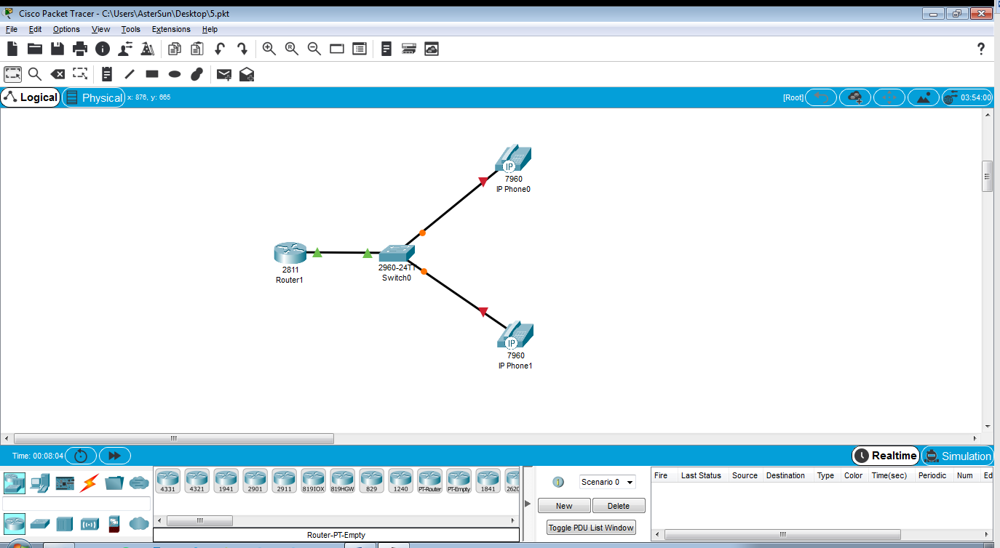 Cisco Packet Tracer - C:\Users\AsterSun\Desktop\5.pkt
File Edit Options View Tools Extensions Help
?
Logical Physical x: 876, y: 665 [Root] 03:54:00
IP
7960
IP Phone0
2811
Router1
2960-24TT
Switch0
IP
7960
IP Phone1
Time: 00:08:04 Realtime Simulation
4331 4321 1941 2901 2911 819IOX 819HGW 829 1240 PT-Router PT-Empty 1841 2620
Router-PT-Empty
Scenario 0
New Delete
Toggle PDU List Window
Fire Last Status Source Destination Type Color Time(sec) Periodic Num Ed